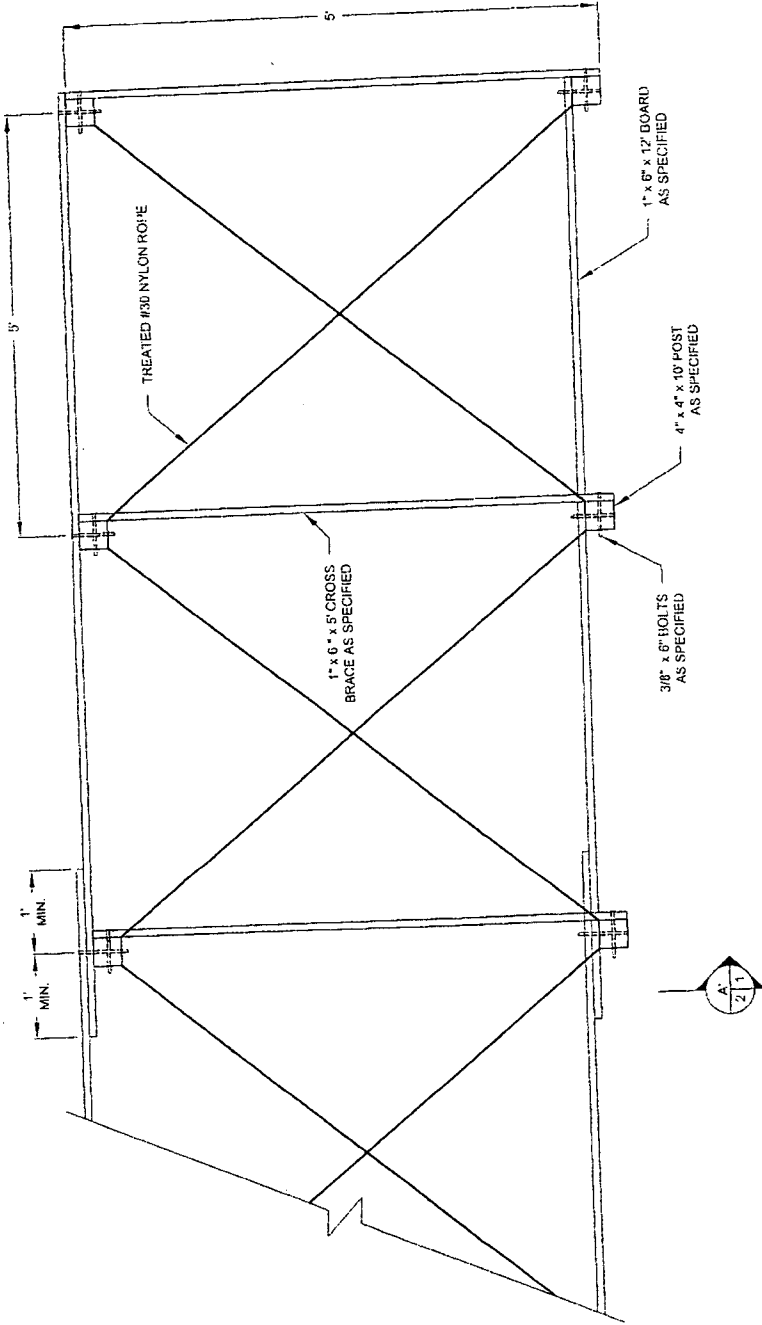 5'
5'
TREATED #30 NYLON ROPE
1" x 6" x 12' BOARD
AS SPECIFIED
4" x 4" x 10' POST
AS SPECIFIED
1" x 6" x 5' CROSS
BRACE AS SPECIFIED
3/8" x 6" BOLTS
AS SPECIFIED
1'
MIN.
1'
MIN.
A'
2 1